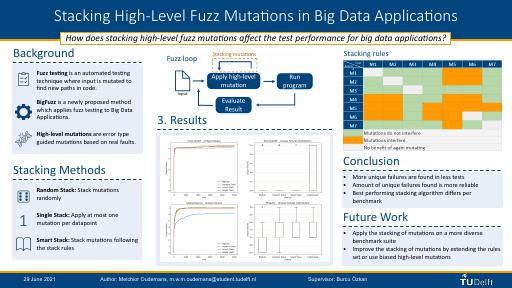 Stacking High-Level Fuzz Mutations in Big Data Applications
How does stacking high-level fuzz mutations affect the test performance for big data applications?
Background
Fuzz testing is an automated testing
technique where input is mutated to
find new paths in code.
BigFuzz is a newly proposed method
which applies fuzz testing to Big Data
Applications.
High-level mutations are error type
guided mutations based on real faults.
Stacking Methods
Random Stack: Stack mutations
randomly
1
Single Stack: Apply at most one
mutation per datapoint
Smart Stack: Stack mutations following
the stack rules
Fuzz loop
Stacking mutations
Input
Apply high-level
mutation
Run
program
Evaluate
Result
3. Results
Stacking rules
M1 M2 M3 M4 M5 M6 M7
M1
M2
M3
M4
M5
M6
M7
Mutations do not interfere
Mutations interfere
No benefit of again mutating
Conclusion
• More unique failures are found in less tests
• Amount of unique failures found is more reliable
• Best performing stacking algorithm differs per
benchmark
Future Work
• Apply the stacking of mutations on a more diverse
benchmark suite
• Improve the stacking of mutations by extending the rules
set or use biased high-level mutations
29 June 2021
Author: Melchior Oudemans, m.w.m.oudemans@student.tudelft.nl
Supervisor: Burcu Özkan
TUDelft